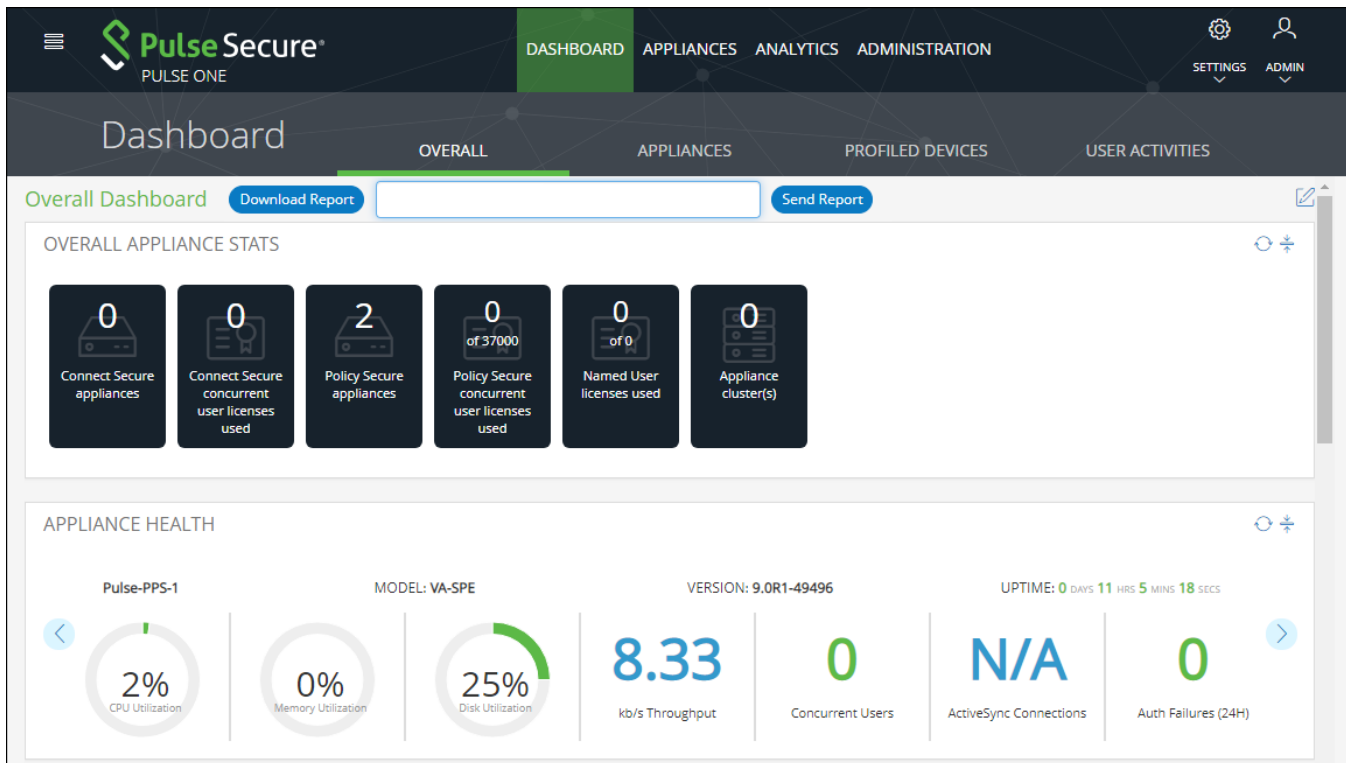 Pulse Secure®
PULSE ONE
DASHBOARD APPLIANCES ANALYTICS ADMINISTRATION
SETTINGS ADMIN
Dashboard
OVERALL APPLIANCES PROFILED DEVICES USER ACTIVITIES
Overall Dashboard Download Report Send Report
OVERALL APPLIANCE STATS
0
Connect Secure
appliances
0
Connect Secure
concurrent
user licenses
used
2
Policy Secure
appliances
0
of 37000
Policy Secure
concurrent
user licenses
used
0
of 0
Named User
licenses used
0
Appliance
cluster(s)
APPLIANCE HEALTH
Pulse-PPS-1 MODEL: VA-SPE VERSION: 9.0R1-49496 UPTIME: 0 DAYS 11 HRS 5 MINS 18 SECS
2%
CPU Utilization
0%
Memory Utilization
25%
Disk Utilization
8.33
kb/s Throughput
0
Concurrent Users
N/A
ActiveSync Connections
0
Auth Failures (24H)